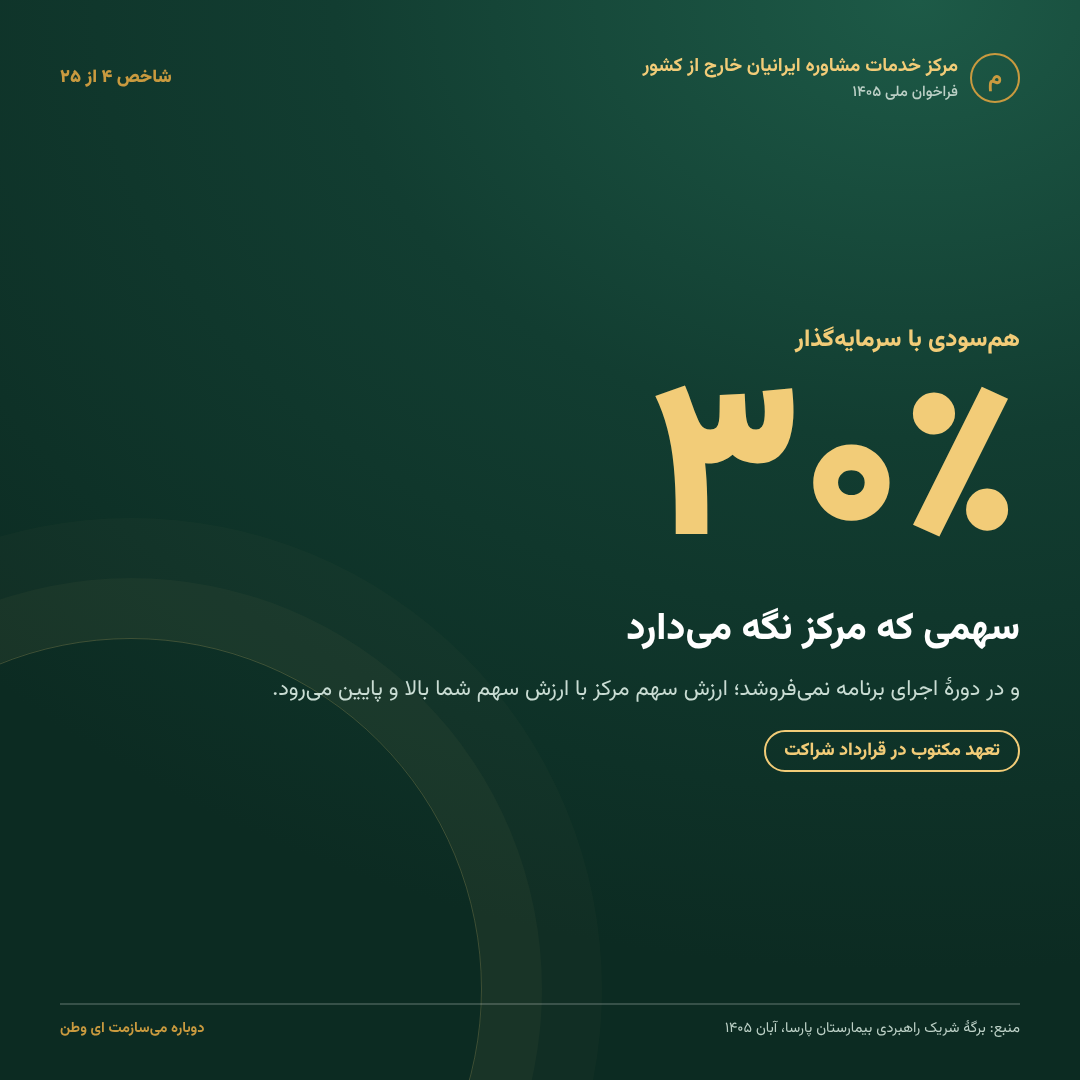 م
مرکز خدمات مشاوره ایرانیان خارج از کشور
فراخوان ملی ۱۴۰۵
شاخص ۴ از ۲۵
هم‌سودی با سرمایه‌گذار
۳۰٪
سهمی که مرکز نگه می‌دارد
و در دورهٔ اجرای برنامه نمی‌فروشد؛ ارزش سهم مرکز با ارزش سهم شما بالا و پایین می‌رود.
تعهد مکتوب در قرارداد شراکت
منبع: برگهٔ شریک راهبردی بیمارستان پارسا، آبان ۱۴۰۵
دوباره می‌سازمت ای وطن